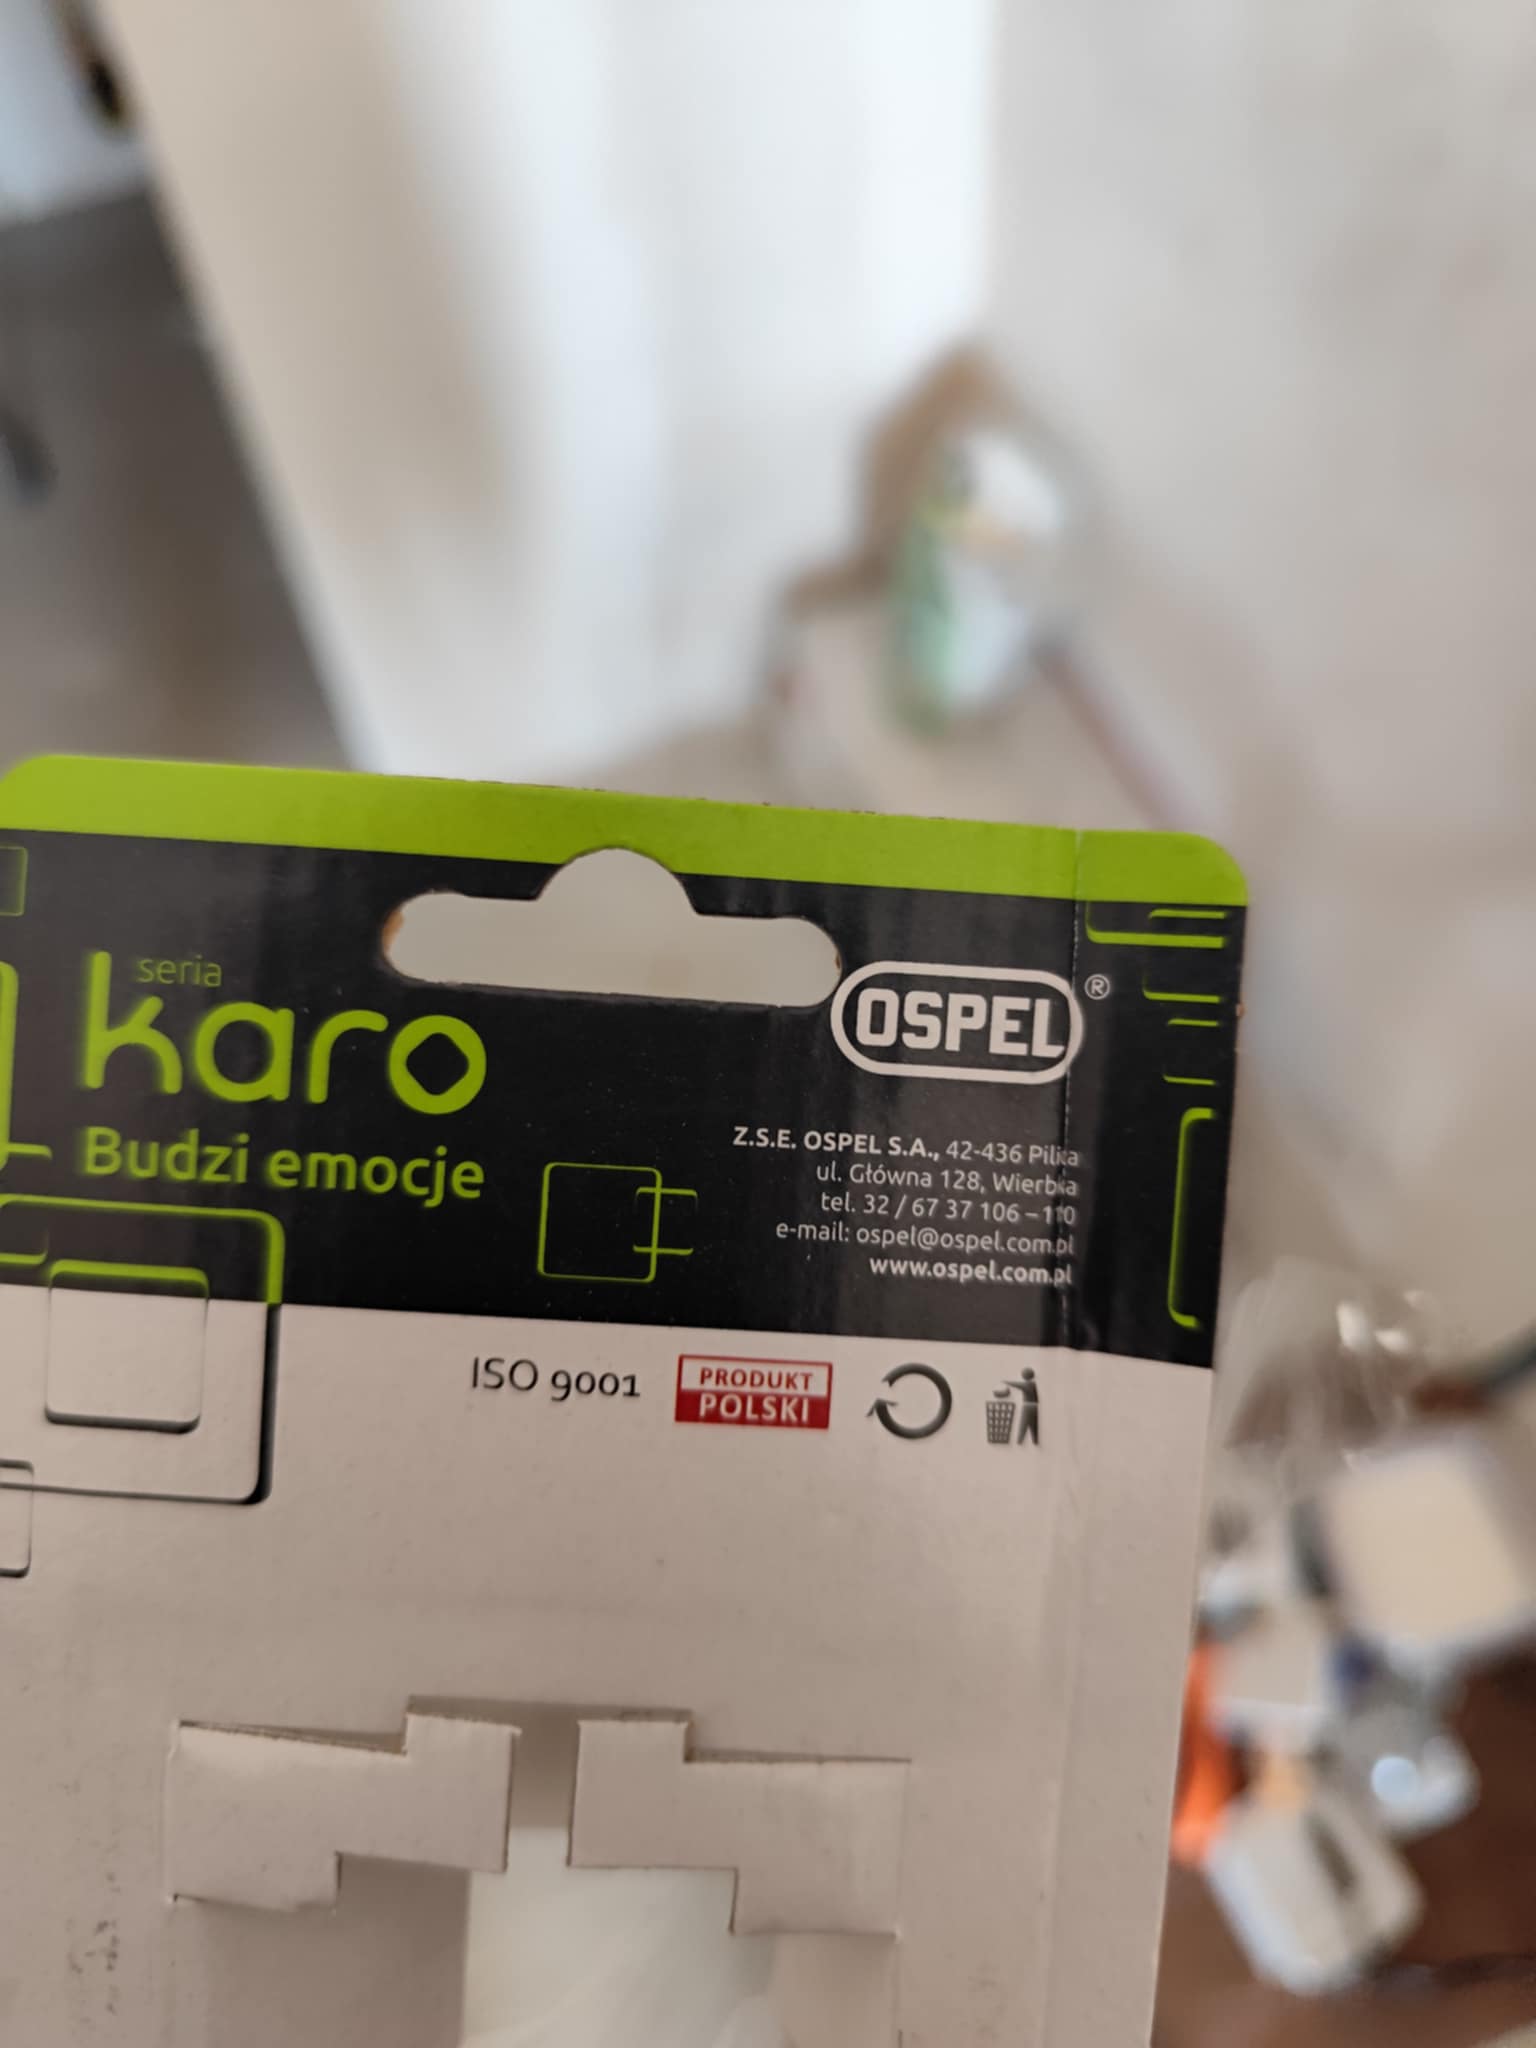 seria
karo
Budzi emocje
OSPEL®
Z.S.E. OSPEL S.A., 42-436 Pilica
ul. Główna 128, Wierbka
tel. 32 / 67 37 106 – 110
e-mail: ospel@ospel.com.pl
www.ospel.com.pl
ISO 9001
PRODUKT
POLSKI